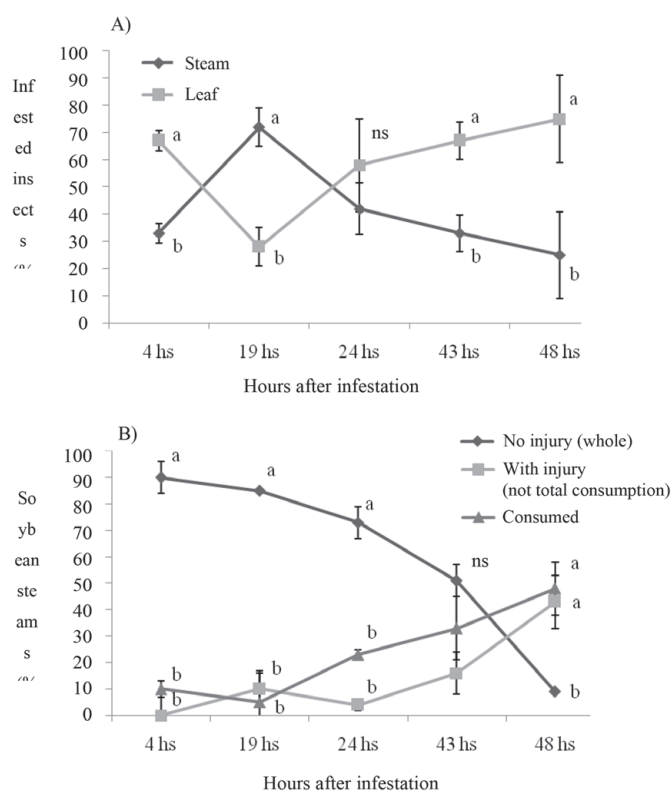 A)
Inf
est
ed
ins
ect
s
100
90
80
70
60
50
40
30
20
10
0
Steam
Leaf
a
b
a
b
ns
a
b
a
b
4 hs 19 hs 24 hs 43 hs 48 hs
Hours after infestation
B)
So
yb
ean
ste
am
s
100
90
80
70
60
50
40
30
20
10
0
No injury (whole)
With injury
(not total consumption)
Consumed
a
b
b
a
b
b
a
b
b
ns
a
a
b
4 hs 19 hs 24 hs 43 hs 48 hs
Hours after infestation